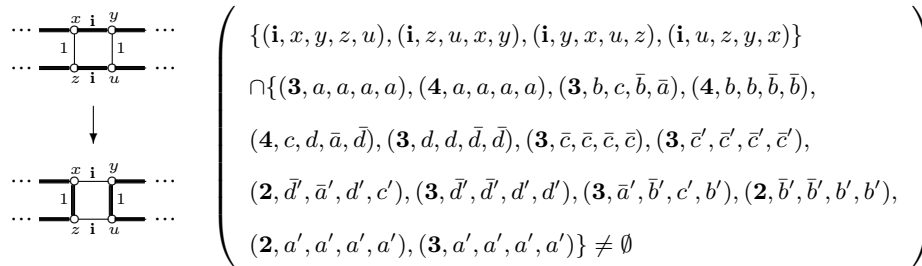 x i y
··· ···
1 1
··· ···
z i u
x i y
··· ···
1 1
··· ···
z i u
{(i, x, y, z, u), (i, z, u, x, y), (i, y, x, u, z), (i, u, z, y, x)}
∩{(3, a, a, a, a), (4, a, a, a, a), (3, b, c, b̄, ā), (4, b, b, b̄, b̄),
(4, c, d, ā, d̄), (3, d, d, d̄, d̄), (3, c̄, c̄, c̄, c̄), (3, c̄′, c̄′, c̄′, c̄′),
(2, d̄′, ā′, d′, c′), (3, d̄′, d̄′, d′, d′), (3, ā′, b̄′, c′, b′), (2, b̄′, b̄′, b′, b′),
(2, a′, a′, a′, a′), (3, a′, a′, a′, a′)} ≠ ∅